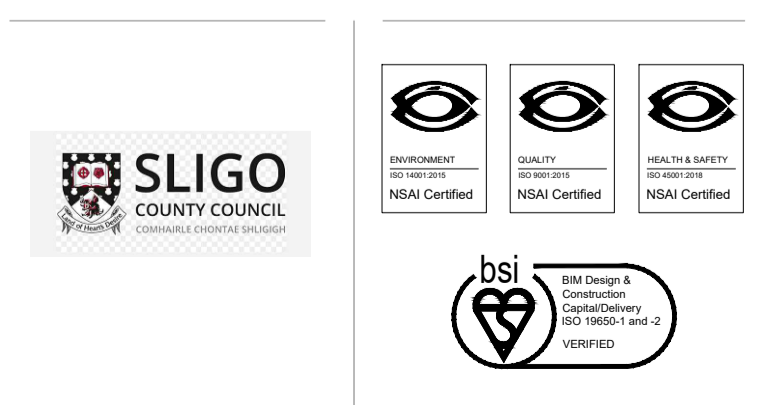 SLIGO
COUNTY COUNCIL
COMHAIRLE CHONTAE SHLIGIGH
Land of Hearts Desire
ENVIRONMENT
ISO 14001:2015
NSAI Certified
QUALITY
ISO 9001:2015
NSAI Certified
HEALTH & SAFETY
ISO 45001:2018
NSAI Certified
bsi
BIM Design &
Construction
Capital/Delivery
ISO 19650-1 and -2
VERIFIED